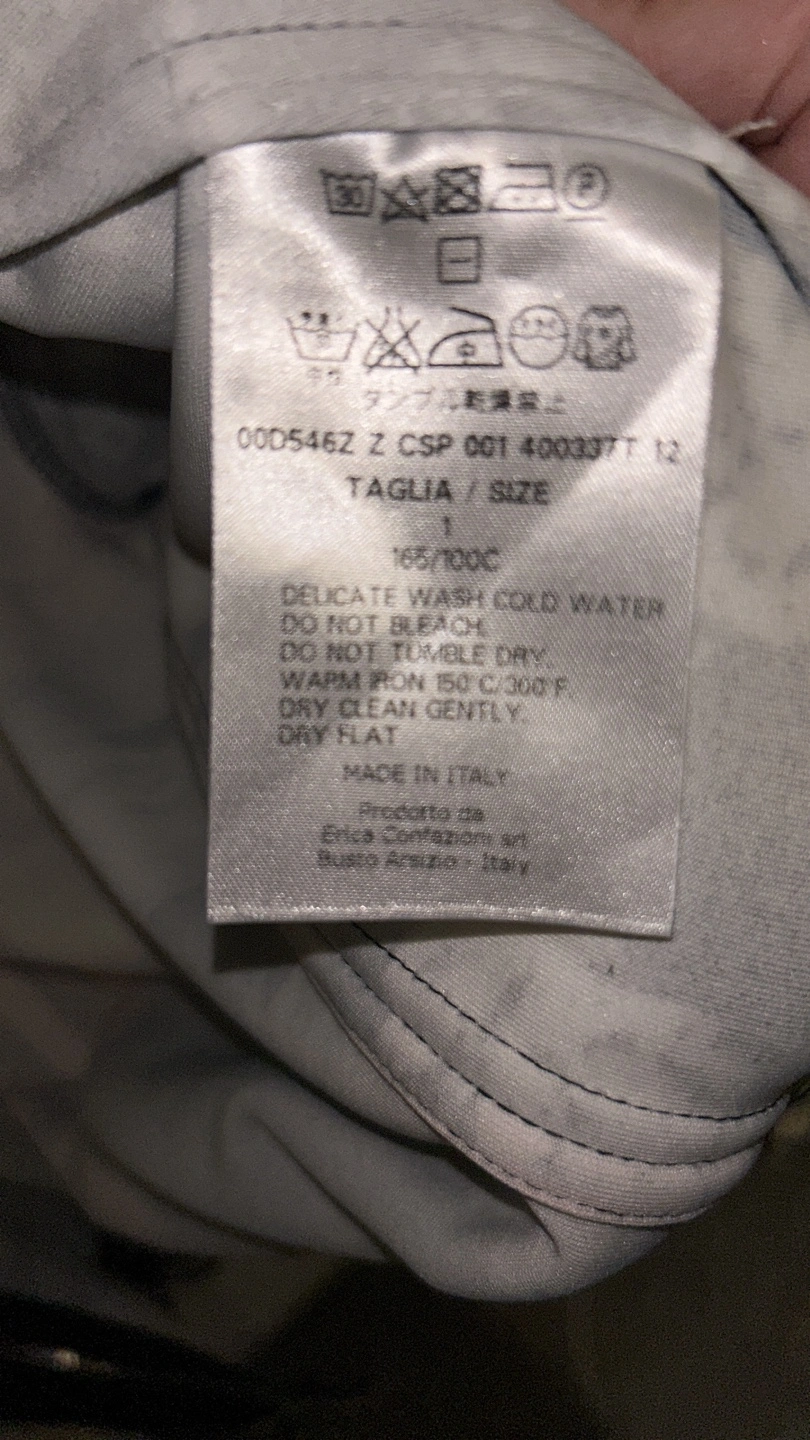 30
P
中
タンブル乾燥禁止
00D546Z Z CSP 001 400337T 12
TAGLIA / SIZE
1
165/100C
DELICATE WASH COLD WATER
DO NOT BLEACH.
DO NOT TUMBLE DRY.
WARM IRON 150°C/300°F.
DRY CLEAN GENTLY.
DRY FLAT
MADE IN ITALY
Prodotto da
Erica Confezioni srl
Busto Arsizio - Italy